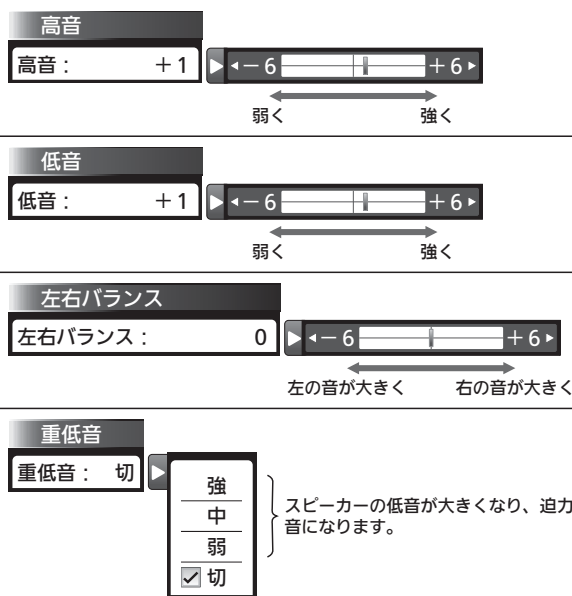 高音
高音： ＋1 －6 ＋6
弱く 強く
低音
低音： ＋1 －6 ＋6
弱く 強く
左右バランス
左右バランス： 0 －6 ＋6
左の音が大きく 右の音が大きく
重低音
重低音： 切
強
中
弱
切
スピーカーの低音が大きくなり、迫力
音になります。